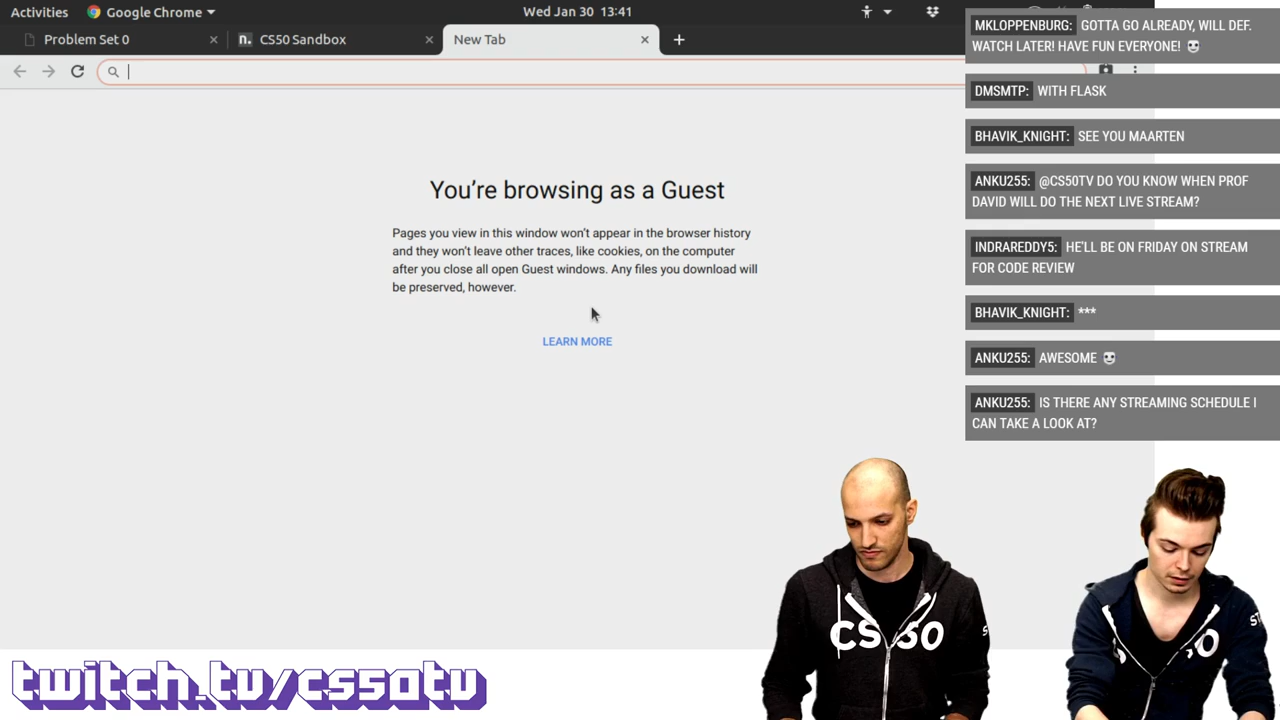 Activities
Google Chrome
Wed Jan 30 13:41
Problem Set 0
n. CS50 Sandbox
New Tab
You're browsing as a Guest
Pages you view in this window won't appear in the browser history
and they won't leave other traces, like cookies, on the computer
after you close all open Guest windows. Any files you download will
be preserved, however.
LEARN MORE
MKLOPPENBURG: GOTTA GO ALREADY, WILL DEF.
WATCH LATER! HAVE FUN EVERYONE!
DMSMTP: WITH FLASK
BHAVIK_KNIGHT: SEE YOU MAARTEN
ANKU255: @CS50TV DO YOU KNOW WHEN PROF
DAVID WILL DO THE NEXT LIVE STREAM?
INDRAREDDY5: HE'LL BE ON FRIDAY ON STREAM
FOR CODE REVIEW
BHAVIK_KNIGHT: ***
ANKU255: AWESOME
ANKU255: IS THERE ANY STREAMING SCHEDULE I
CAN TAKE A LOOK AT?
CS50
twitch.tv/cs50tv